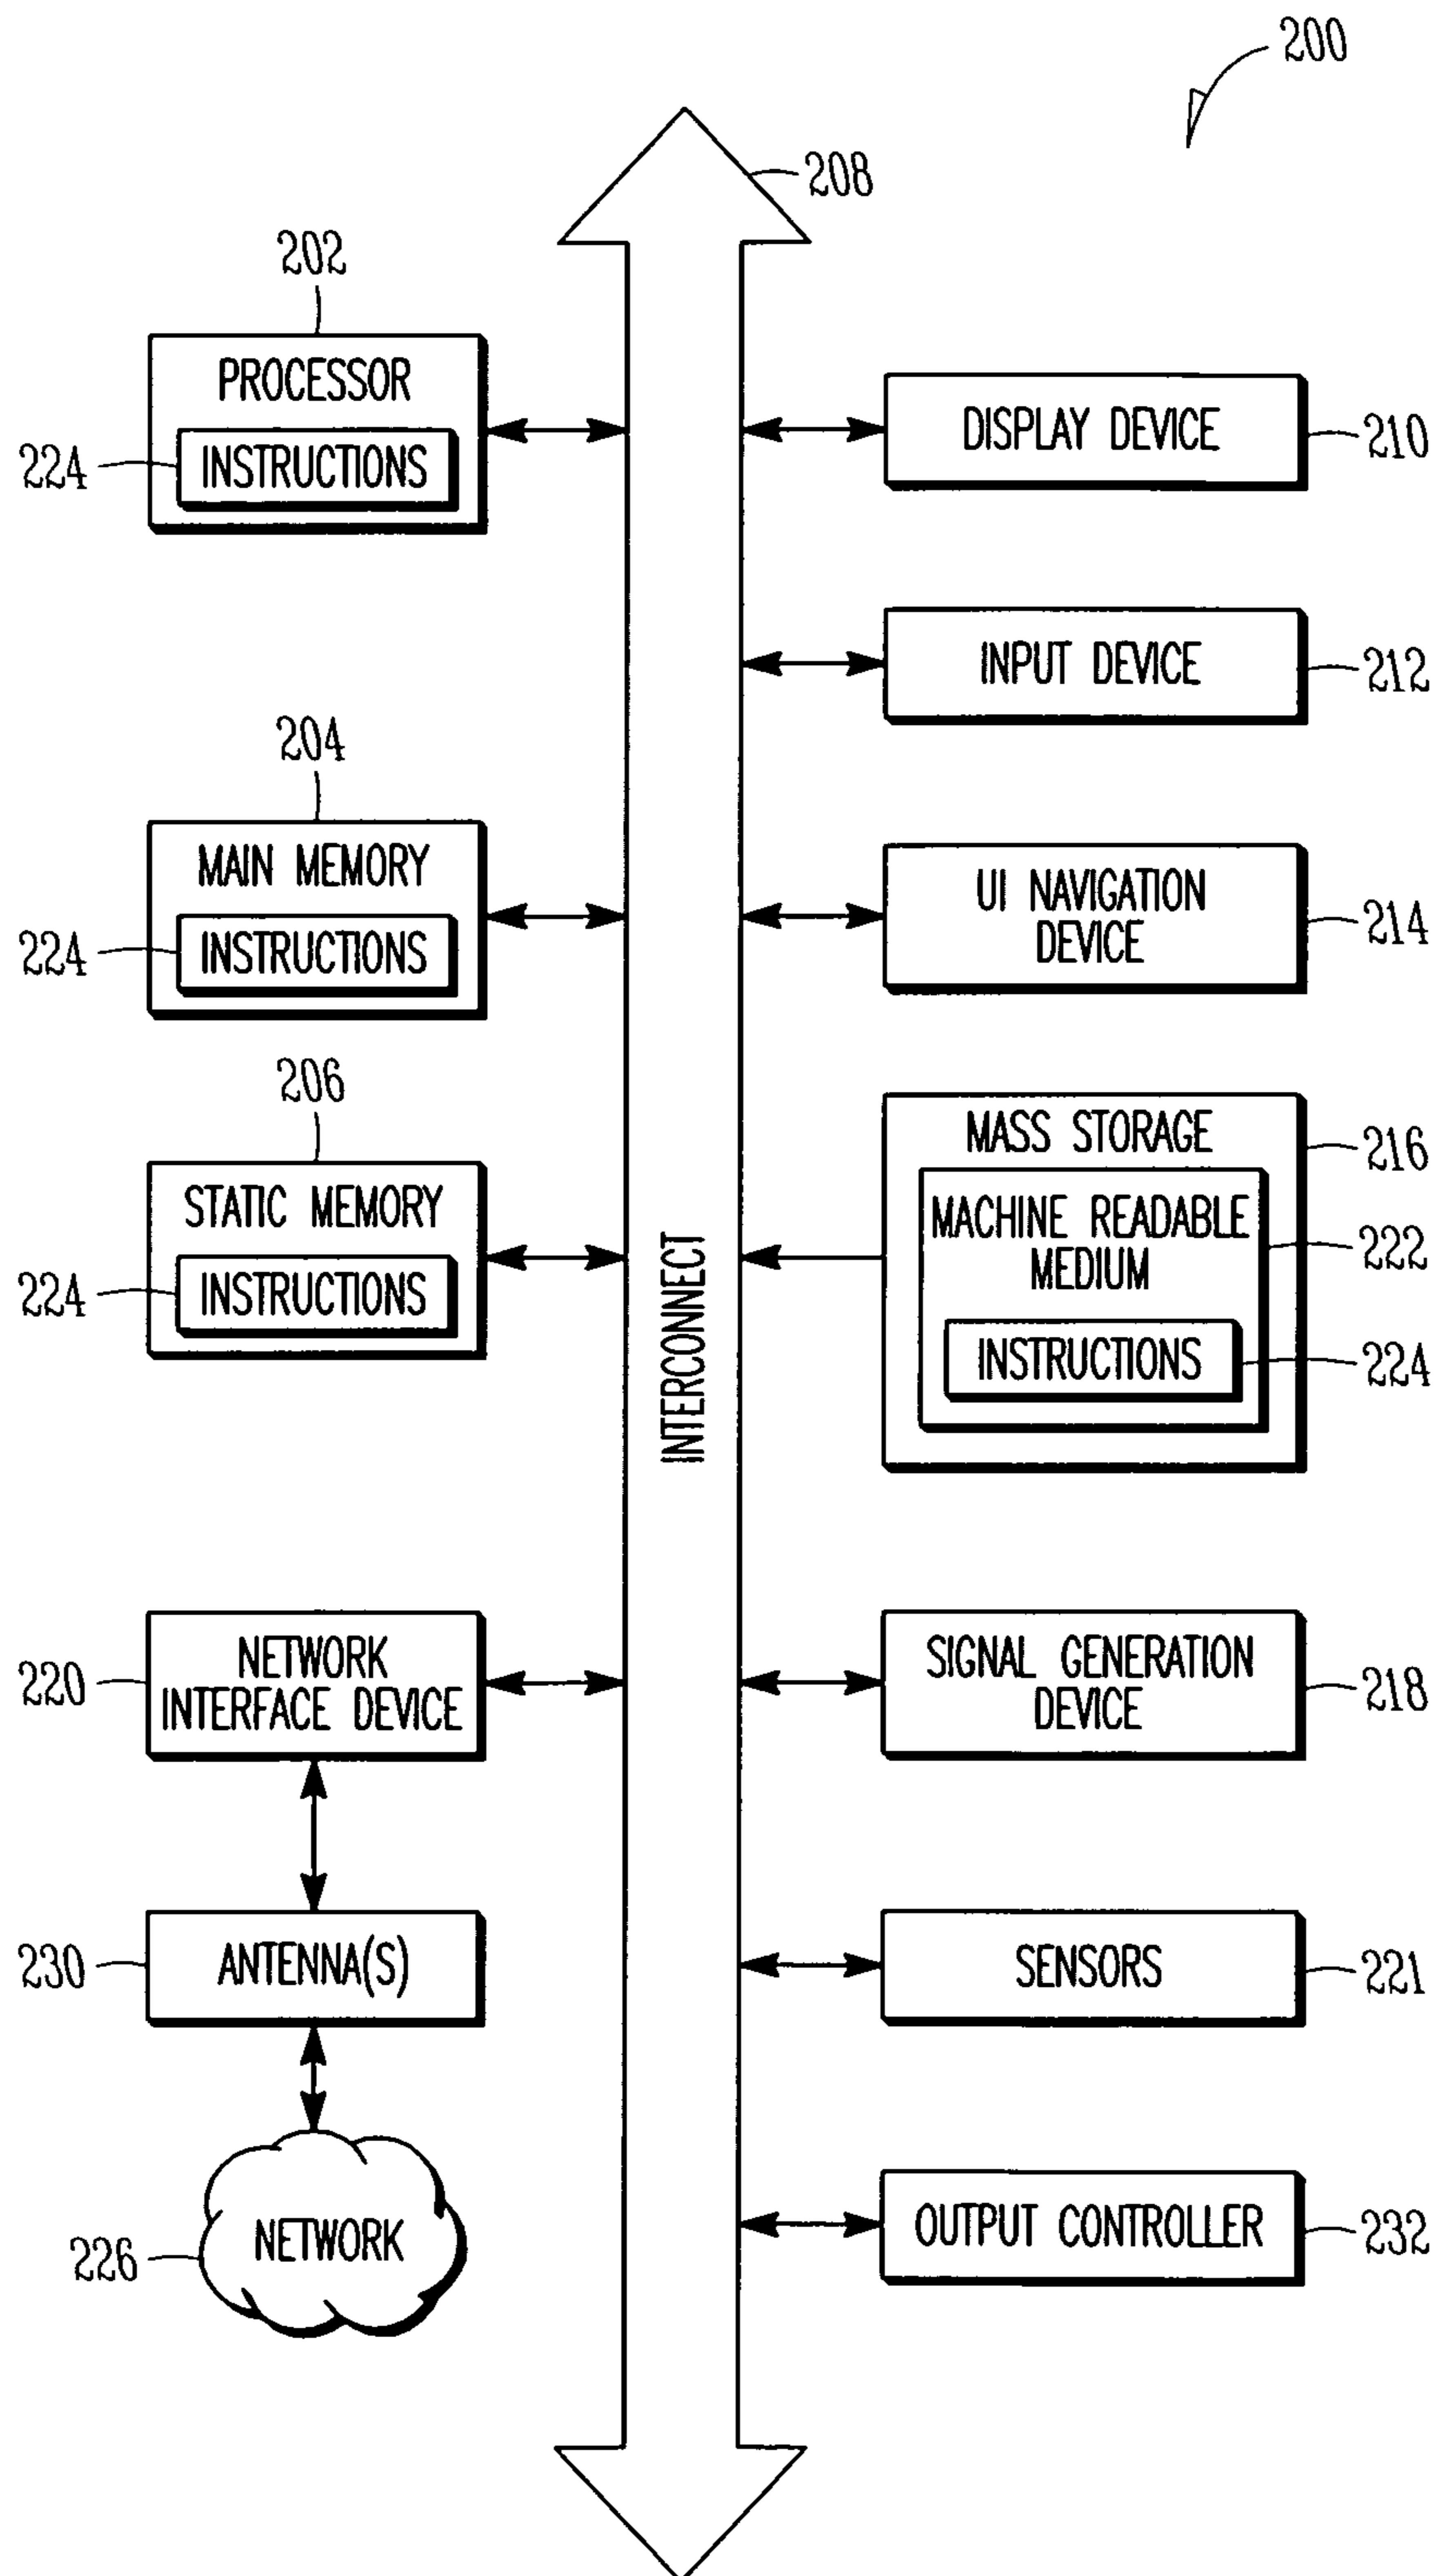 200
208
202
PROCESSOR
224
INSTRUCTIONS
204
MAIN MEMORY
224
INSTRUCTIONS
206
STATIC MEMORY
224
INSTRUCTIONS
220
NETWORK
INTERFACE DEVICE
230
ANTENNA(S)
226
NETWORK
INTERCONNECT
DISPLAY DEVICE
210
INPUT DEVICE
212
UI NAVIGATION
DEVICE
214
MASS STORAGE
216
MACHINE READABLE
MEDIUM
222
INSTRUCTIONS
224
SIGNAL GENERATION
DEVICE
218
SENSORS
221
OUTPUT CONTROLLER
232